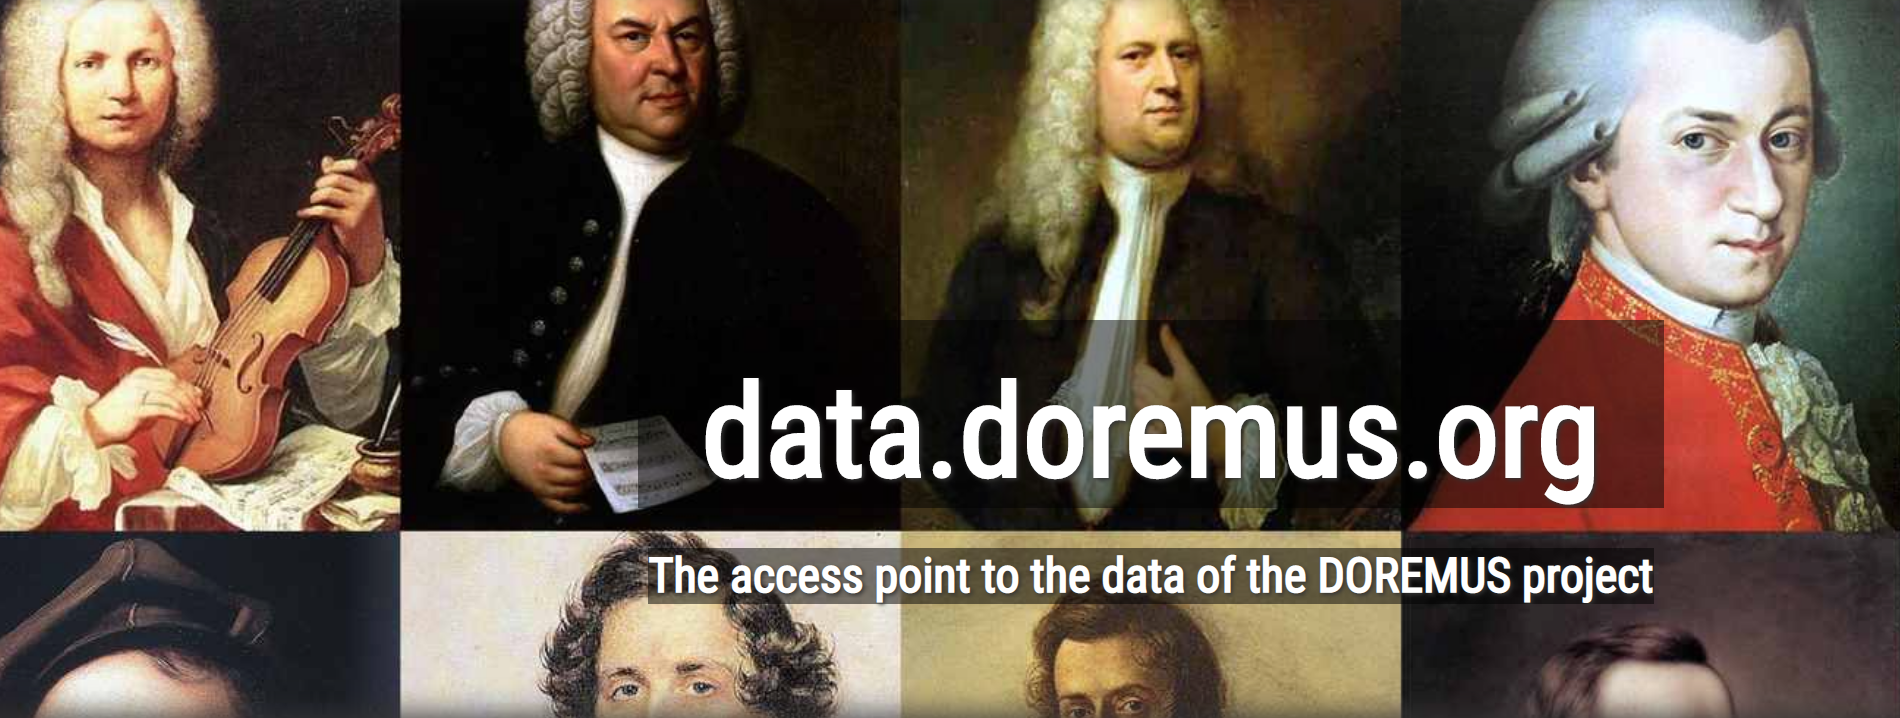 data.doremus.org
The access point to the data of the DOREMUS project